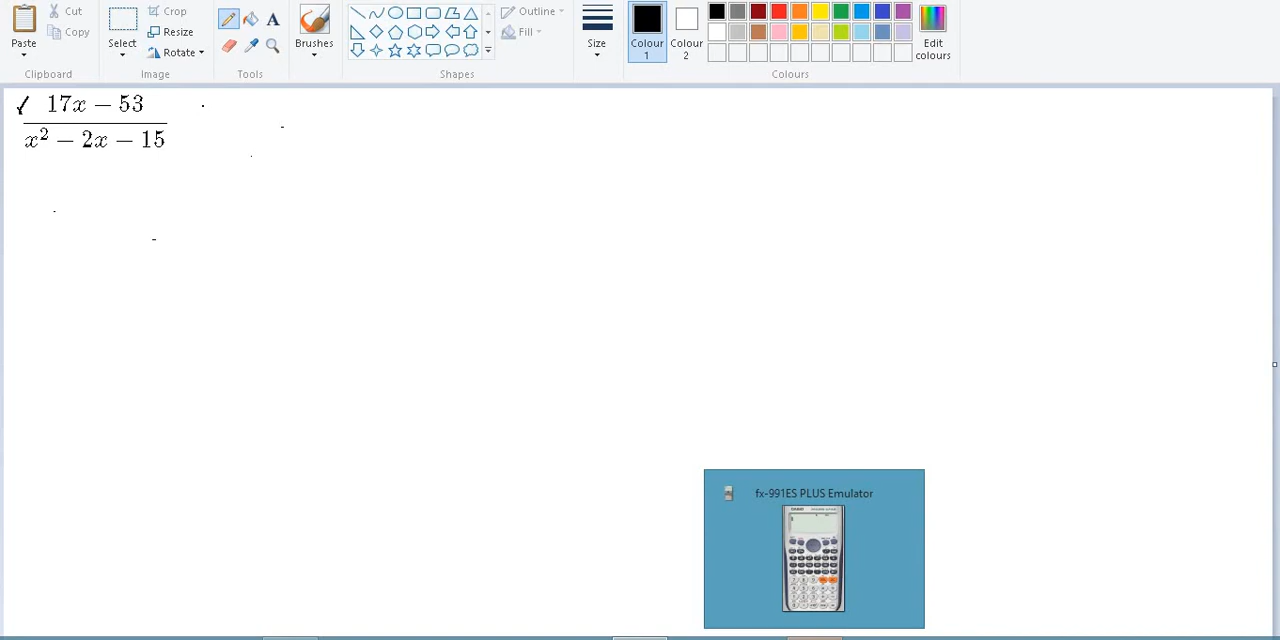 Paste
Cut
Copy
Clipboard
Select
Crop
Resize
Rotate
Image
A
Tools
Brushes
Outline
Fill
Shapes
Size
Colour 1
Colour 2
Edit colours
Colours
17x − 53
x² − 2x − 15
fx-991ES PLUS Emulator